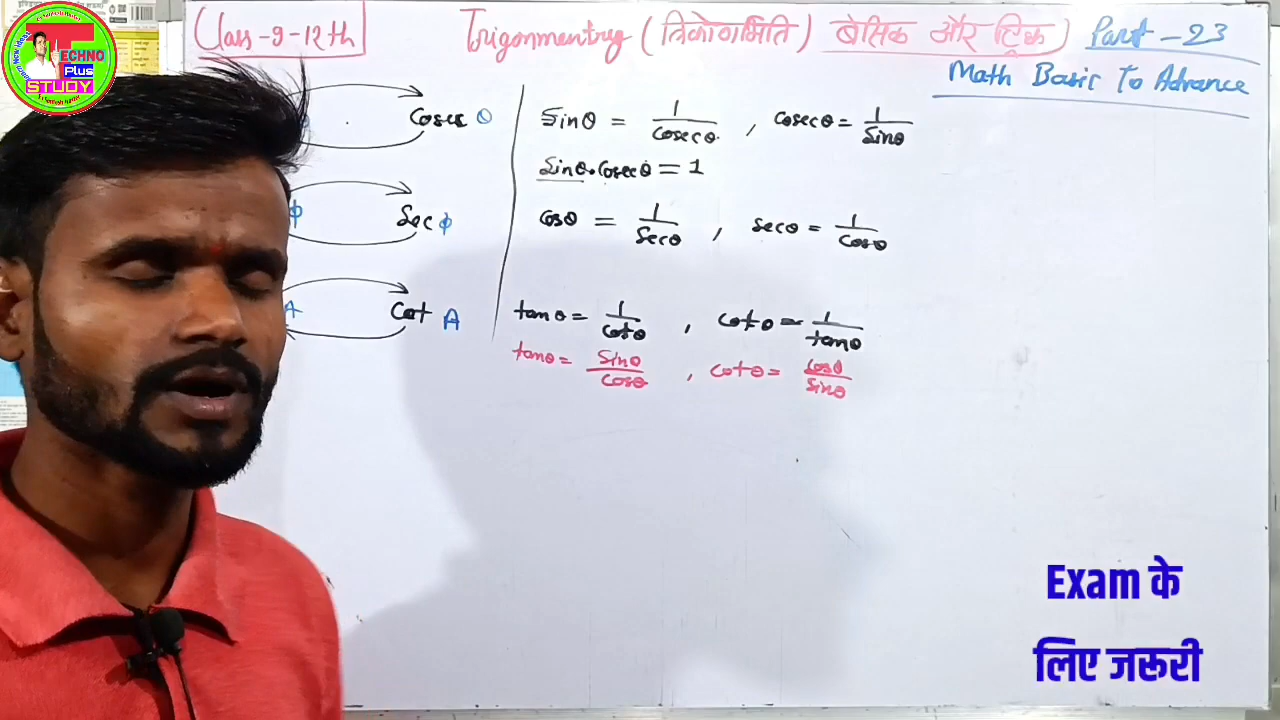 TECHNO
Plus
STUDY
Class-9-12th
Trigonmentrg (त्रिकोणमिति) बेसिक और ट्रिक) Part-23
Math Basic To Advance
Cosec θ
Sec ϕ
Cot A
ϕ
A
Sinθ = 1/Cosecθ , Cosecθ = 1/Sinθ
Sinθ.Cosecθ = 1
Cosθ = 1/Secθ , Secθ = 1/Cosθ
tanθ = 1/Cotθ , Cotθ = 1/tanθ
tanθ = Sinθ/Cosθ , Cotθ = Cosθ/Sinθ
Exam के
लिए जरूरी